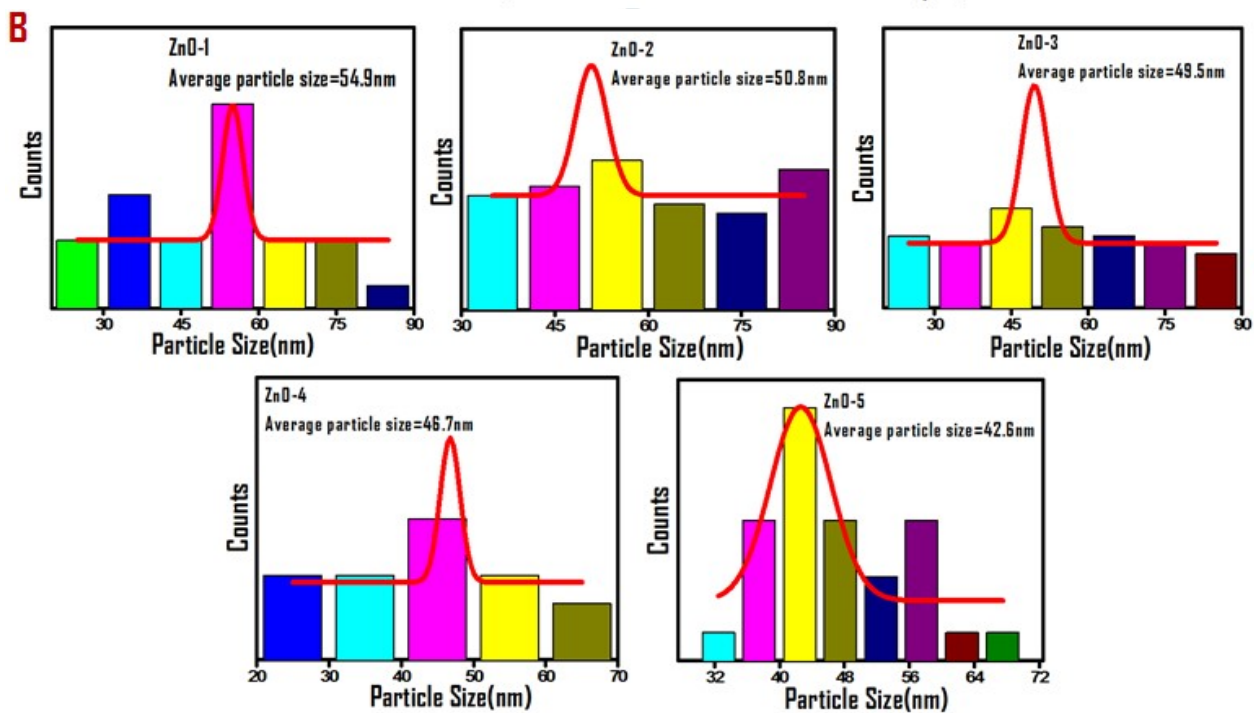 B
ZnO-1
Average particle size=54.9nm
Counts
30 45 60 75 90
Particle Size(nm)
ZnO-2
Average particle size=50.8nm
Counts
30 45 60 75 90
Particle Size(nm)
ZnO-3
Average particle size=49.5nm
Counts
30 45 60 75 90
Particle Size(nm)
ZnO-4
Average particle size=46.7nm
Counts
20 30 40 50 60 70
Particle Size(nm)
ZnO-5
Average particle size=42.6nm
Counts
32 40 48 56 64 72
Particle Size(nm)